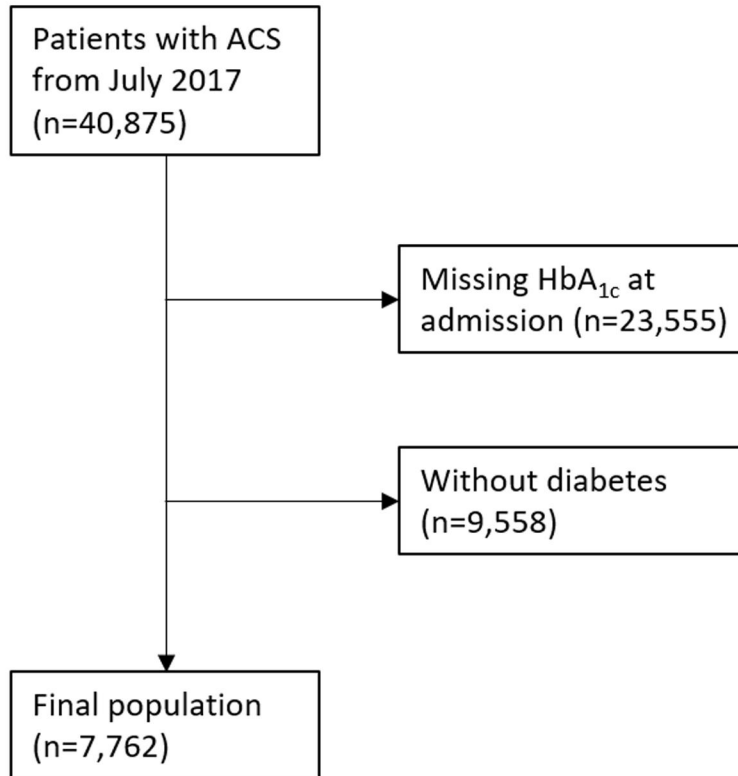 Patients with ACS
from July 2017
(n=40,875)
Missing HbA₁c at
admission (n=23,555)
Without diabetes
(n=9,558)
Final population
(n=7,762)